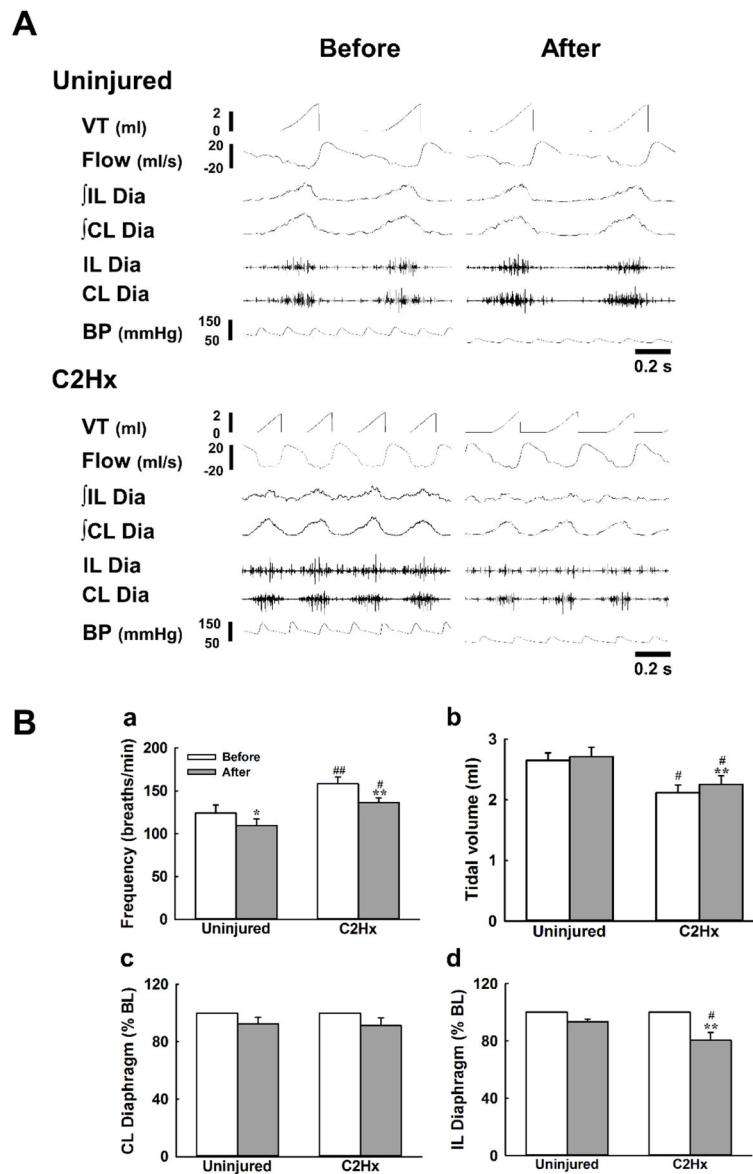 A
Before After
Uninjured
VT (ml)
2
0
Flow (ml/s)
20
-20
∫IL Dia
∫CL Dia
IL Dia
CL Dia
BP (mmHg)
150
50
0.2 s
C2Hx
VT (ml)
2
0
Flow (ml/s)
20
-20
∫IL Dia
∫CL Dia
IL Dia
CL Dia
BP (mmHg)
150
50
0.2 s
B
a
Frequency (breaths/min)
200
150
100
50
0
Before
After
*
##
#
**
Uninjured C2Hx
b
Tidal volume (ml)
3
2
1
0
#
#
**
Uninjured C2Hx
c
CL Diaphragm (% BL)
120
80
40
0
Uninjured C2Hx
d
IL Diaphragm (% BL)
120
80
40
0
#
**
Uninjured C2Hx